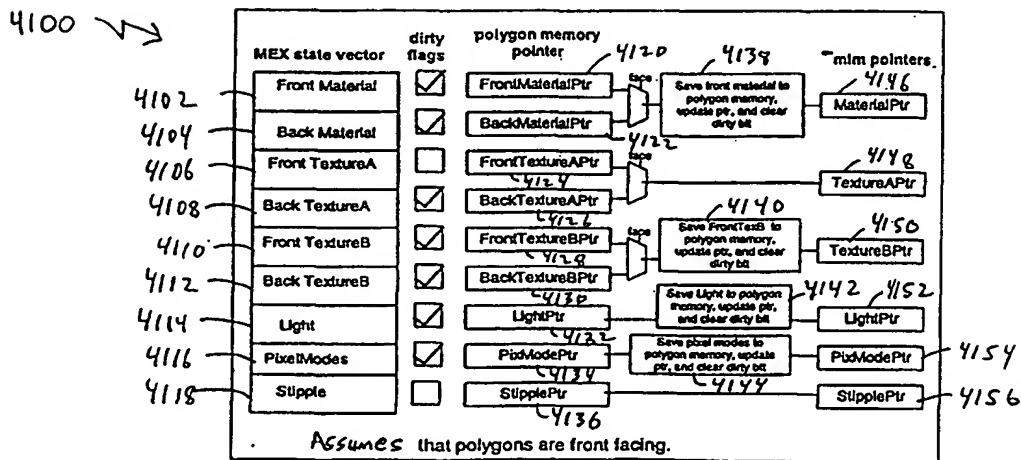 4100
MEX state vector
dirty flags
polygon memory pointer
mlm pointers
4102
Front Material
FrontMaterialPtr
4120
face
4138
Save front material to polygon memory, update ptr, and clear dirty bit
4146
MaterialPtr
4104
Back Material
BackMaterialPtr
4122
4106
Front TextureA
FrontTextureAPtr
4124
face
4148
TextureAPtr
4108
Back TextureA
BackTextureAPtr
4126
4110
Front TextureB
FrontTextureBPtr
4128
face
4140
Save FrontTexB to polygon memory, update ptr, and clear dirty bit
4150
TextureBPtr
4112
Back TextureB
BackTextureBPtr
4130
4114
Light
LightPtr
4132
Save Light to polygon memory, update ptr, and clear dirty bit
4142
4152
LightPtr
4116
PixelModes
PixModePtr
4134
Save pixel modes to polygon memory, update ptr, and clear dirty bit
4144
PixModePtr
4154
4118
Stipple
StipplePtr
4136
StipplePtr
4156
Assumes that polygons are front facing.